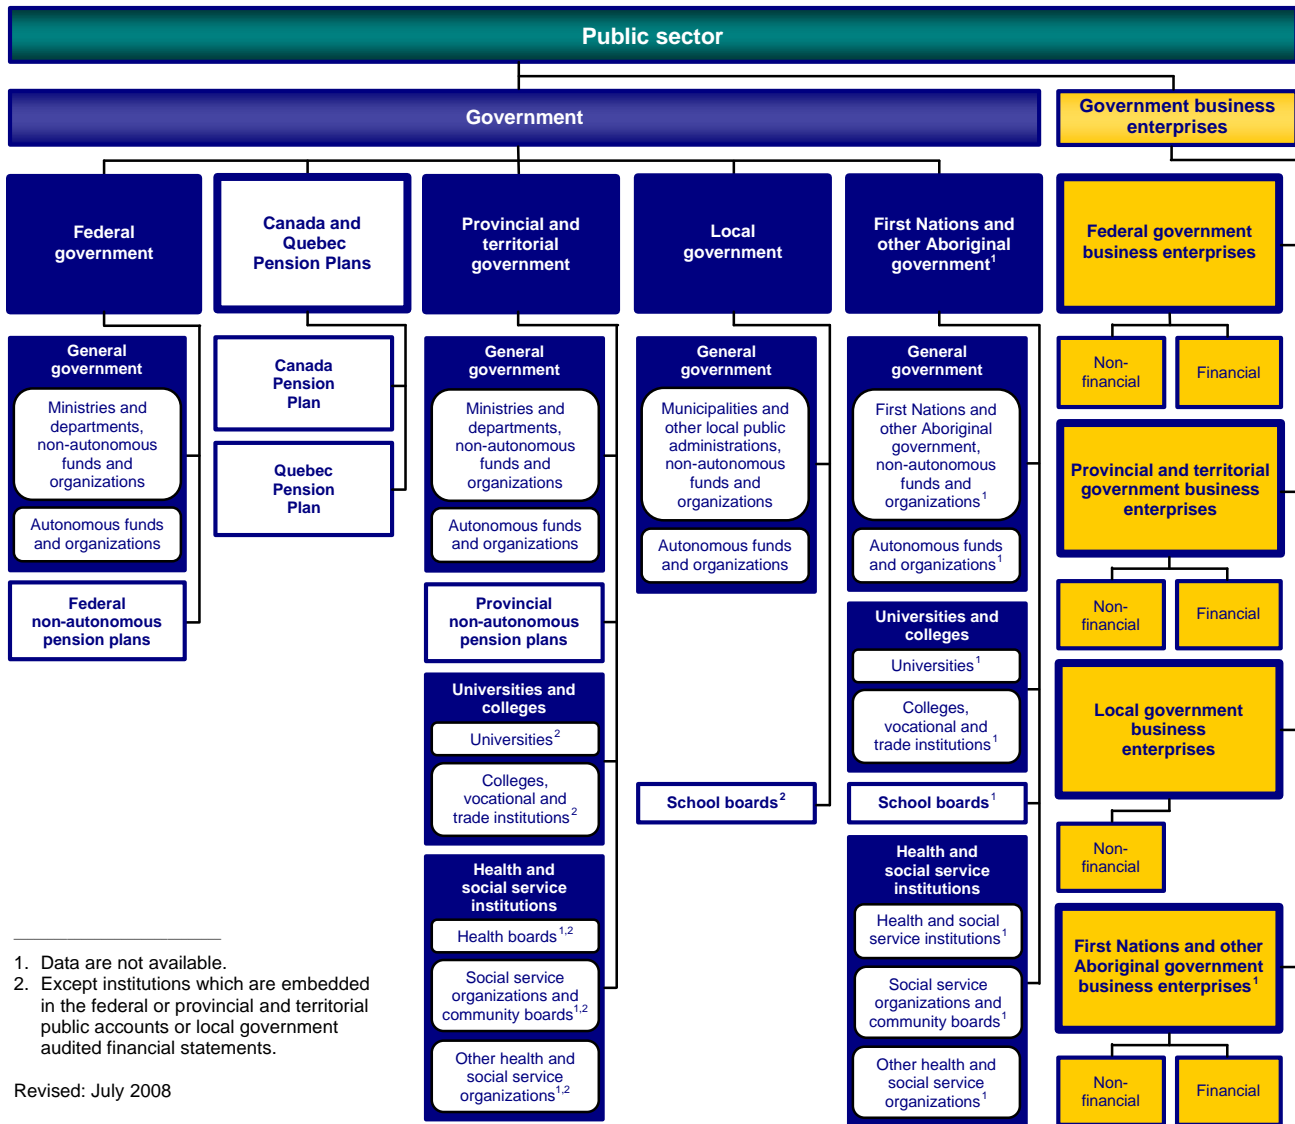 Public sector
Government
Government business
enterprises
Federal
government
Canada and
Quebec
Pension Plans
Provincial and
territorial
government
Local
government
First Nations and
other Aboriginal
government¹
Federal government
business enterprises
General
government
Ministries and
departments,
non-autonomous
funds and
organizations
Autonomous funds
and organizations
Federal
non-autonomous
pension plans
Canada
Pension
Plan
Quebec
Pension
Plan
General
government
Ministries and
departments,
non-autonomous
funds and
organizations
Autonomous funds
and organizations
Provincial
non-autonomous
pension plans
Universities and
colleges
Universities²
Colleges,
vocational and
trade institutions²
Health and
social service
institutions
Health boards¹,²
Social service
organizations and
community boards¹,²
Other health and
social service
organizations¹,²
General
government
Municipalities and
other local public
administrations,
non-autonomous
funds and
organizations
Autonomous funds
and organizations
School boards²
General
government
First Nations and
other Aboriginal
government,
non-autonomous
funds and
organizations¹
Autonomous funds
and organizations¹
Universities and
colleges
Universities¹
Colleges,
vocational and
trade institutions¹
School boards¹
Health and
social service
institutions
Health and social
service institutions¹
Social service
organizations and
community boards¹
Other health and
social service
organizations¹
Non-
financial
Financial
Provincial and territorial
government business
enterprises
Non-
financial
Financial
Local government
business
enterprises
Non-
financial
First Nations and other
Aboriginal government
business enterprises¹
Non-
financial
Financial
1. Data are not available.
2. Except institutions which are embedded
in the federal or provincial and territorial
public accounts or local government
audited financial statements.
Revised: July 2008